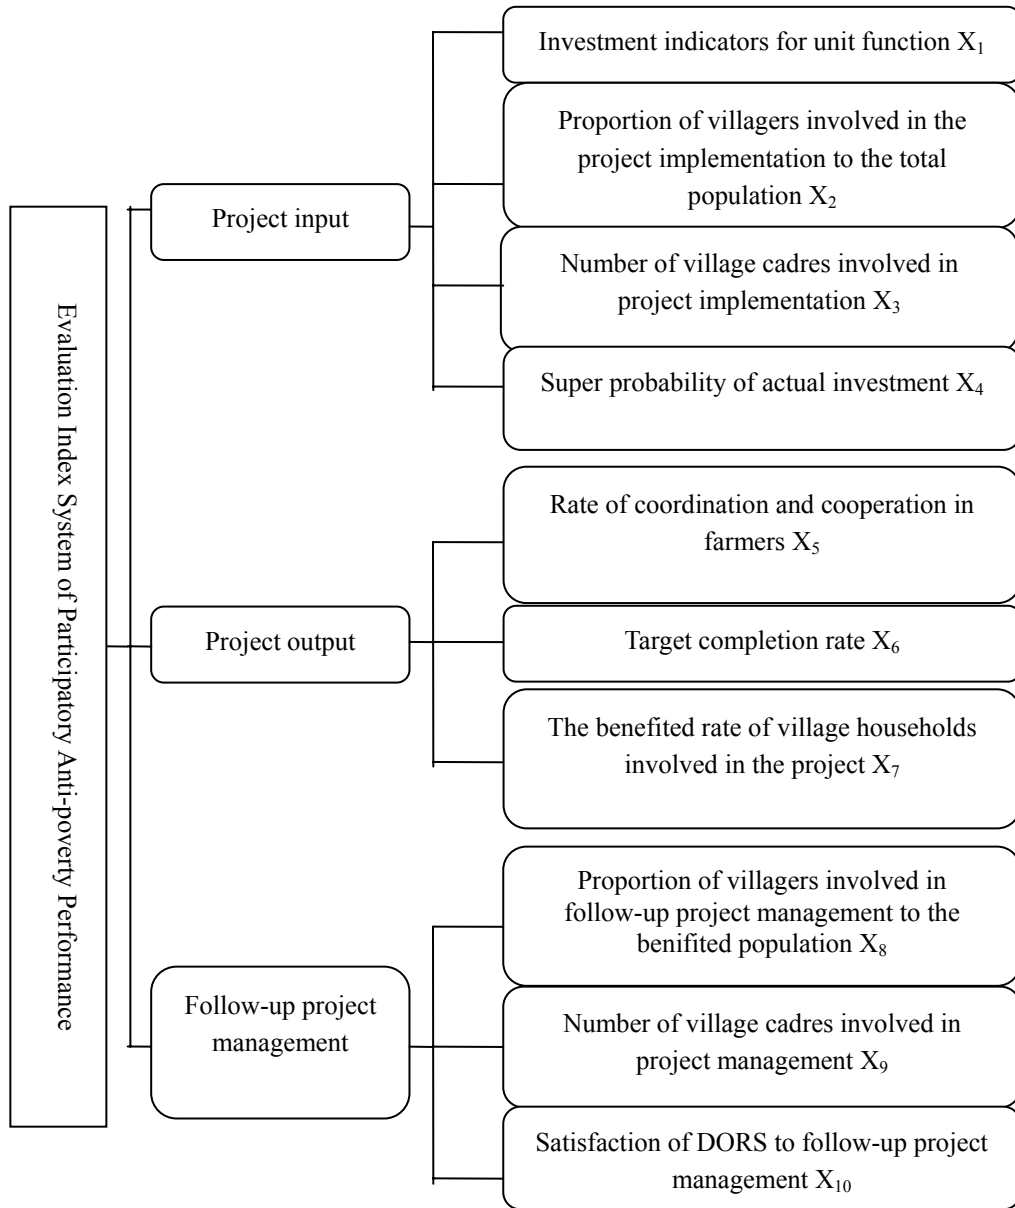 Evaluation Index System of Participatory Anti-poverty Performance
Project input
Investment indicators for unit function X₁
Proportion of villagers involved in the
project implementation to the total
population X₂
Number of village cadres involved in
project implementation X₃
Super probability of actual investment X₄
Project output
Rate of coordination and cooperation in
farmers X₅
Target completion rate X₆
The benefited rate of village households
involved in the project X₇
Follow-up project
management
Proportion of villagers involved in
follow-up project management to the
benifited population X₈
Number of village cadres involved in
project management X₉
Satisfaction of DORS to follow-up project
management X₁₀